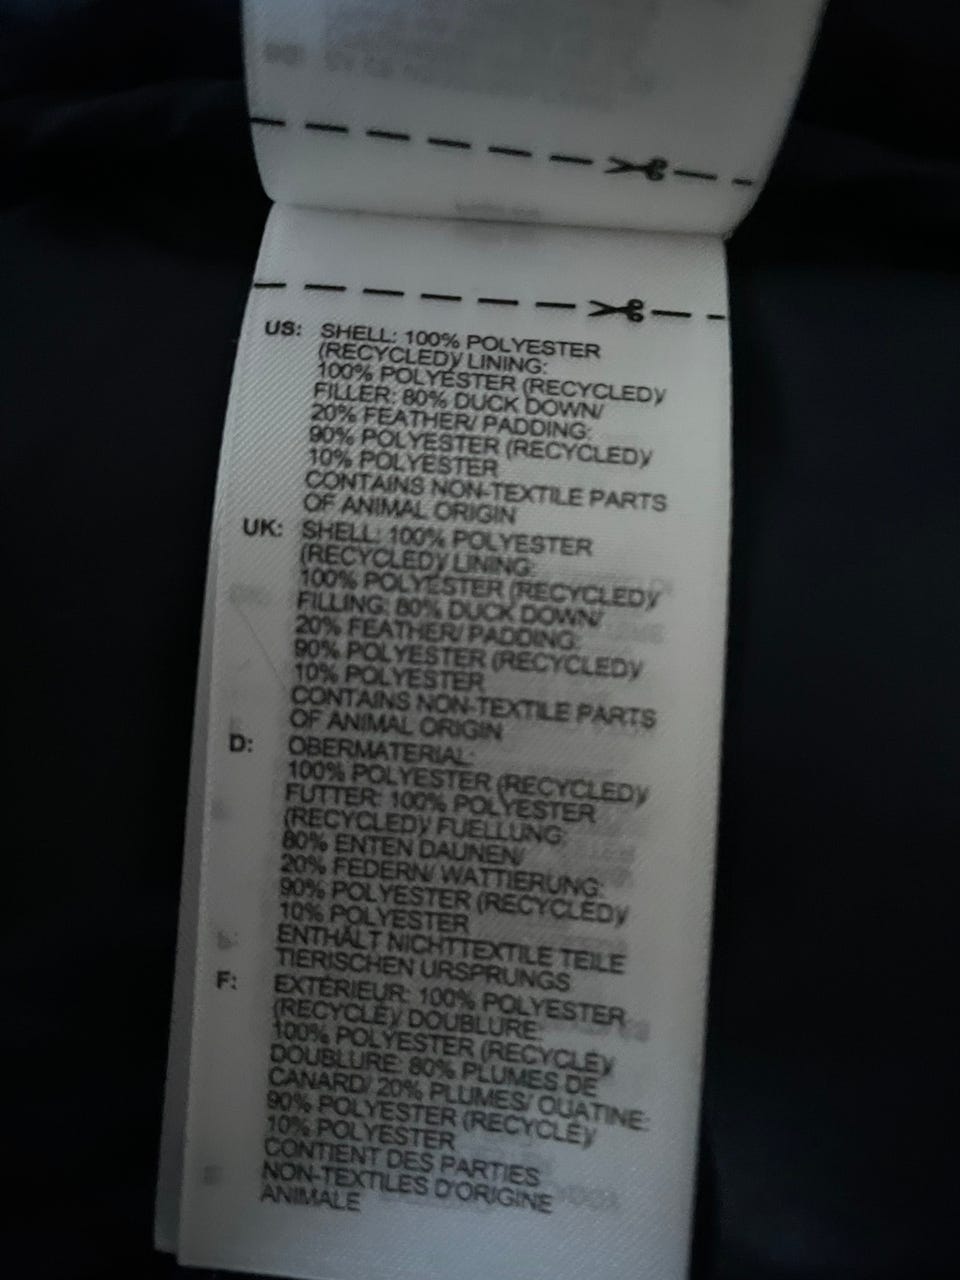 US: SHELL: 100% POLYESTER
(RECYCLED)/ LINING:
100% POLYESTER (RECYCLED)/
FILLER: 80% DUCK DOWN/
20% FEATHER/ PADDING:
90% POLYESTER (RECYCLED)/
10% POLYESTER
CONTAINS NON-TEXTILE PARTS
OF ANIMAL ORIGIN
UK: SHELL: 100% POLYESTER
(RECYCLED)/ LINING:
100% POLYESTER (RECYCLED)/
FILLING: 80% DUCK DOWN/
20% FEATHER/ PADDING:
90% POLYESTER (RECYCLED)/
10% POLYESTER
CONTAINS NON-TEXTILE PARTS
OF ANIMAL ORIGIN
D: OBERMATERIAL:
100% POLYESTER (RECYCLED)/
FUTTER: 100% POLYESTER
(RECYCLED)/ FUELLUNG:
80% ENTEN DAUNEN/
20% FEDERN/ WATTIERUNG:
90% POLYESTER (RECYCLED)/
10% POLYESTER
ENTHÄLT NICHTTEXTILE TEILE
TIERISCHEN URSPRUNGS
F: EXTÉRIEUR: 100% POLYESTER
(RECYCLÉ)/ DOUBLURE:
100% POLYESTER (RECYCLÉ)/
DOUBLURE: 80% PLUMES DE
CANARD/ 20% PLUMES/ OUATINE:
90% POLYESTER (RECYCLÉ)/
10% POLYESTER
CONTIENT DES PARTIES
NON-TEXTILES D'ORIGINE
ANIMALE